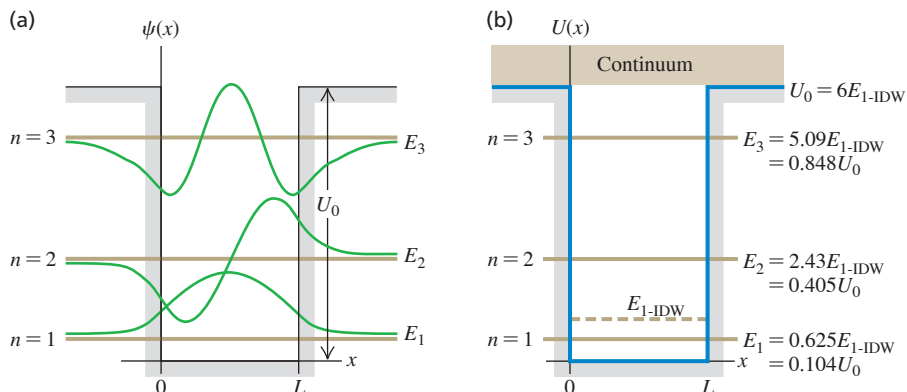 (a)
ψ(x)
n = 3
E₃
U₀
n = 2
E₂
n = 1
E₁
x
0
L
(b)
U(x)
Continuum
U₀ = 6E₁₋IDW
n = 3
E₃ = 5.09E₁₋IDW
= 0.848U₀
n = 2
E₂ = 2.43E₁₋IDW
= 0.405U₀
E₁₋IDW
n = 1
E₁ = 0.625E₁₋IDW
= 0.104U₀
x
0
L